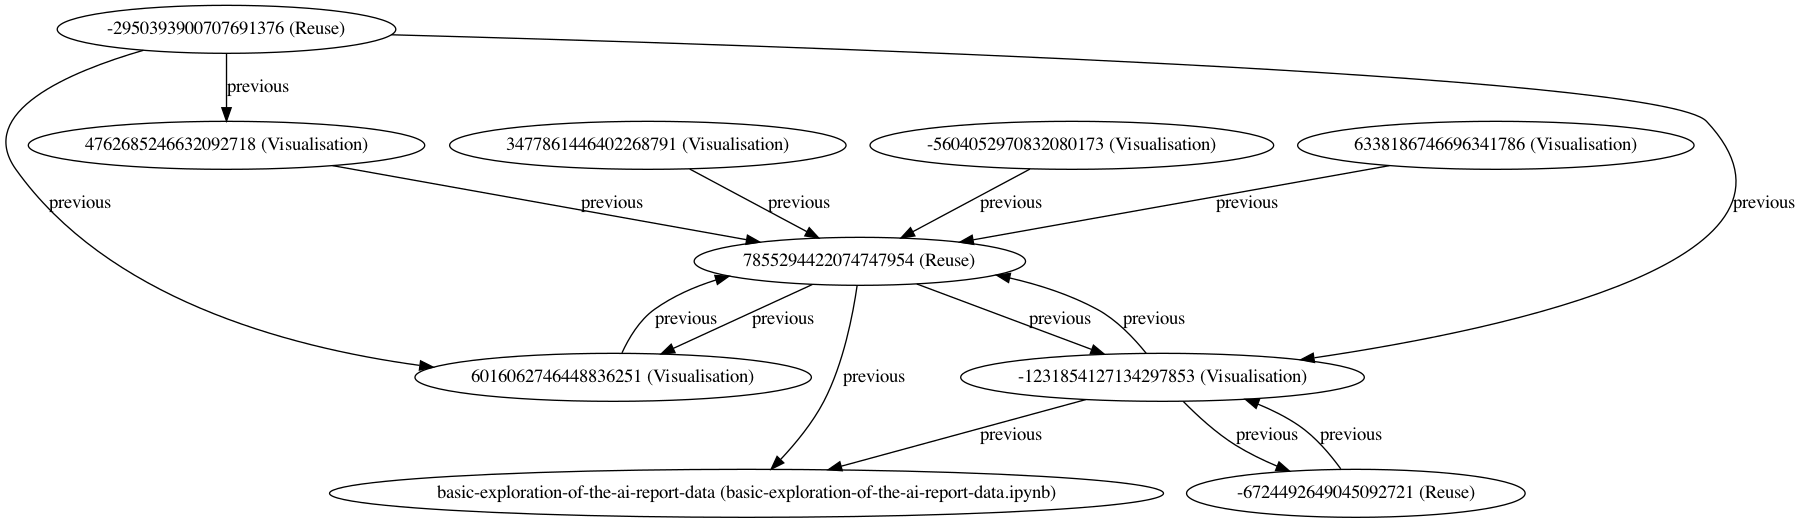 -2950393900707691376 (Reuse)
previous
4762685246632092718 (Visualisation)
3477861446402268791 (Visualisation)
-5604052970832080173 (Visualisation)
6338186746696341786 (Visualisation)
previous
previous
previous
previous
previous
previous
7855294422074747954 (Reuse)
previous
previous
previous
previous
6016062746448836251 (Visualisation)
previous
-1231854127134297853 (Visualisation)
previous
previous
previous
basic-exploration-of-the-ai-report-data (basic-exploration-of-the-ai-report-data.ipynb)
-6724492649045092721 (Reuse)